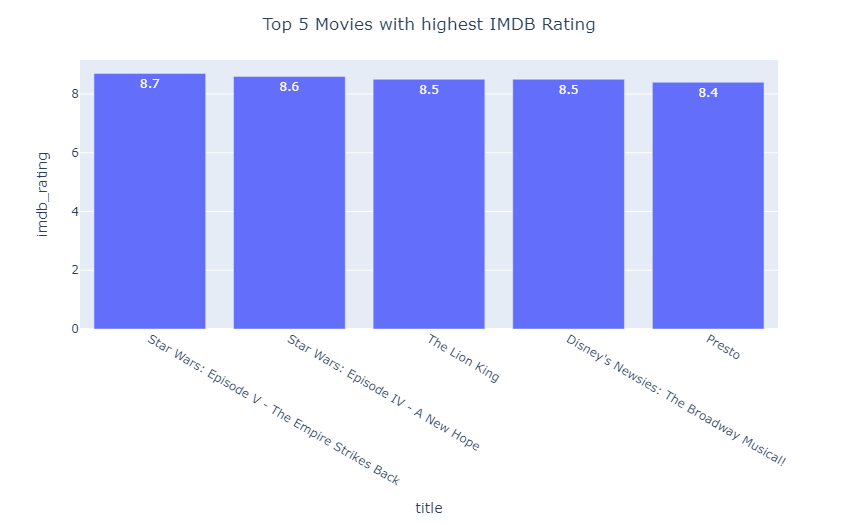 Top 5 Movies with highest IMDB Rating
8.7
8.6
8.5
8.5
8.4
8
6
4
2
0
imdb_rating
Star Wars: Episode V - The Empire Strikes Back
Star Wars: Episode IV - A New Hope
The Lion King
Disney's Newsies: The Broadway Musical!
Presto
title